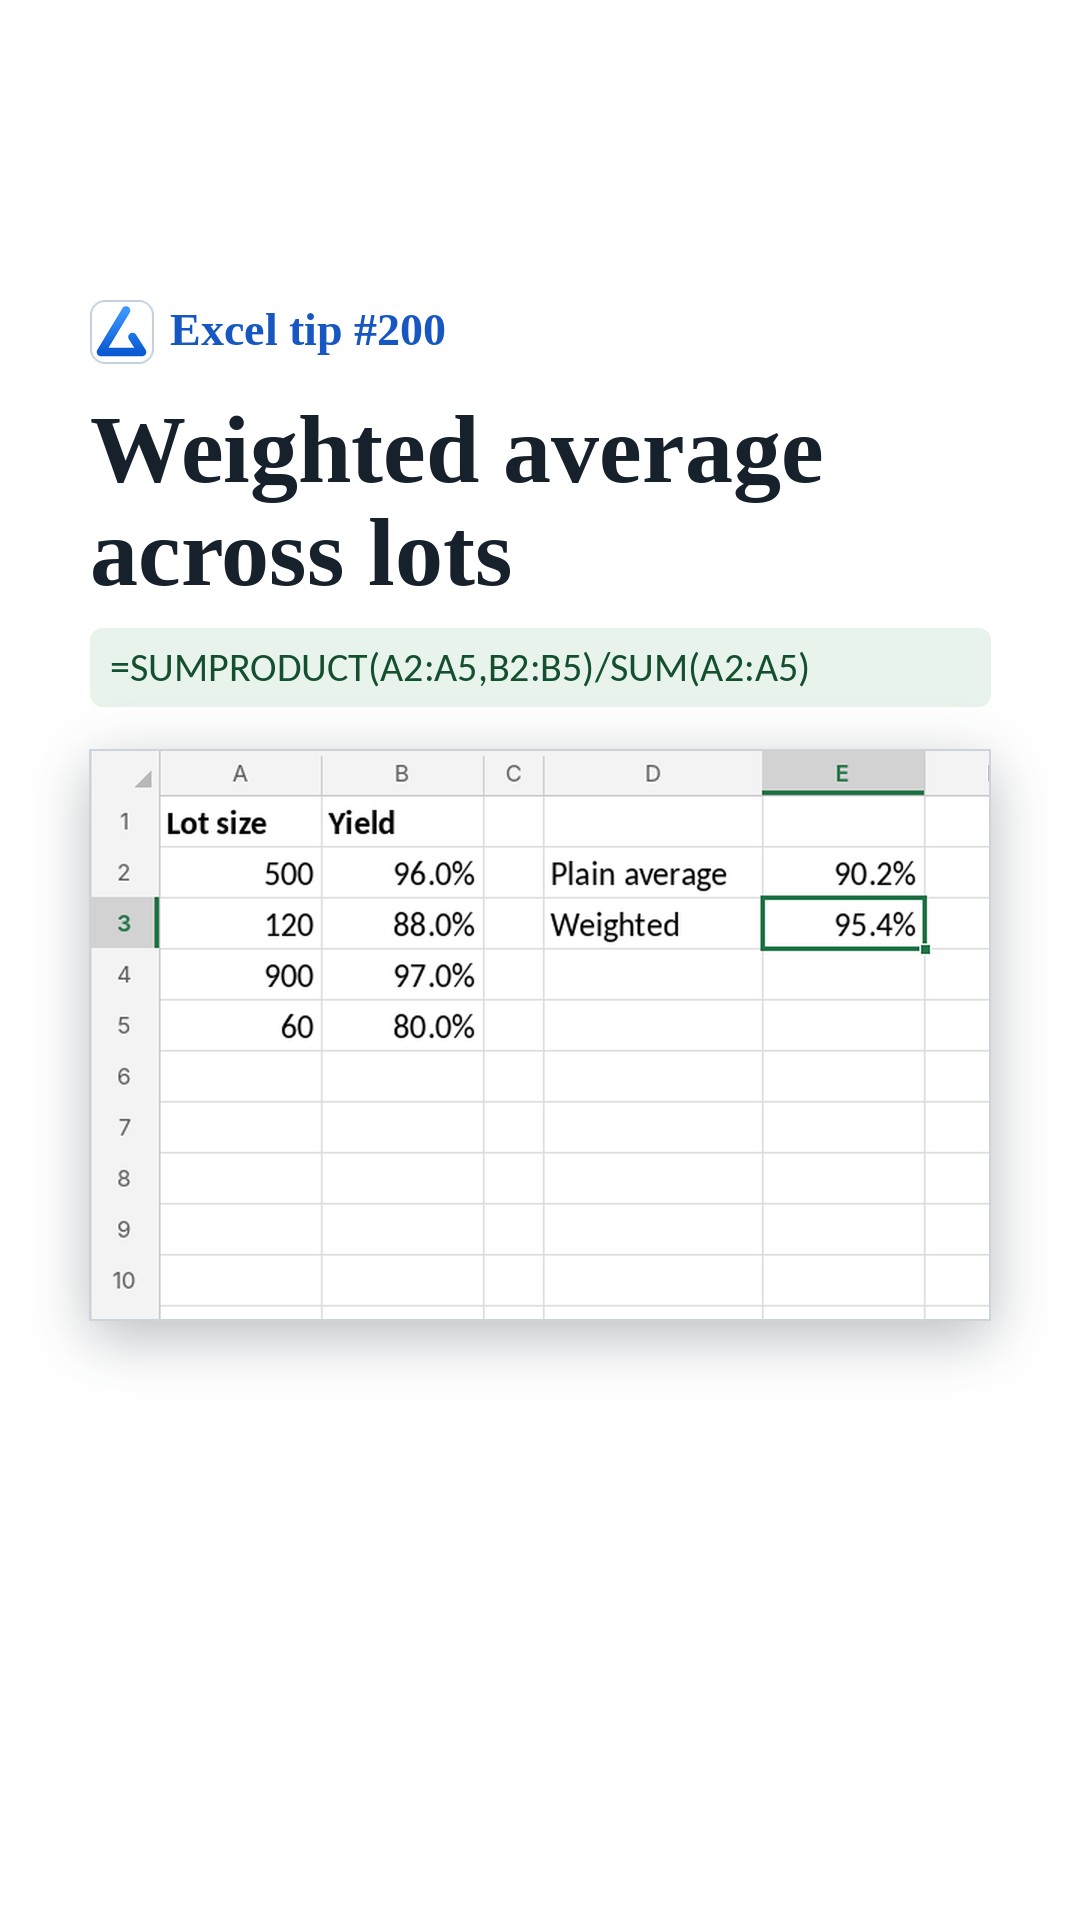 Excel tip #200
Weighted average
across lots
=SUMPRODUCT(A2:A5,B2:B5)/SUM(A2:A5)
A B C D E
1 Lot size Yield
2 500 96.0% Plain average 90.2%
3 120 88.0% Weighted 95.4%
4 900 97.0%
5 60 80.0%
6
7
8
9
10